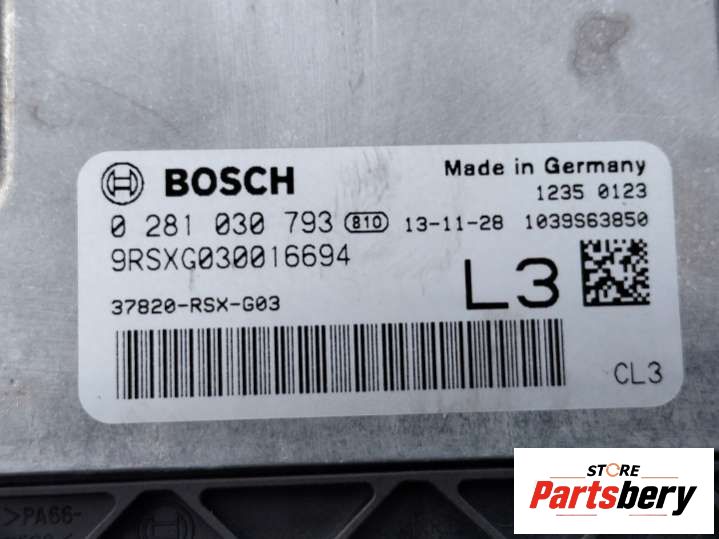 BOSCH
Made in Germany
1235 0123
0 281 030 793 810 13-11-28 1039S63850
9RSXG030016694
37820-RSX-G03
L3
CL3
>PA66-
STORE
Partsbery